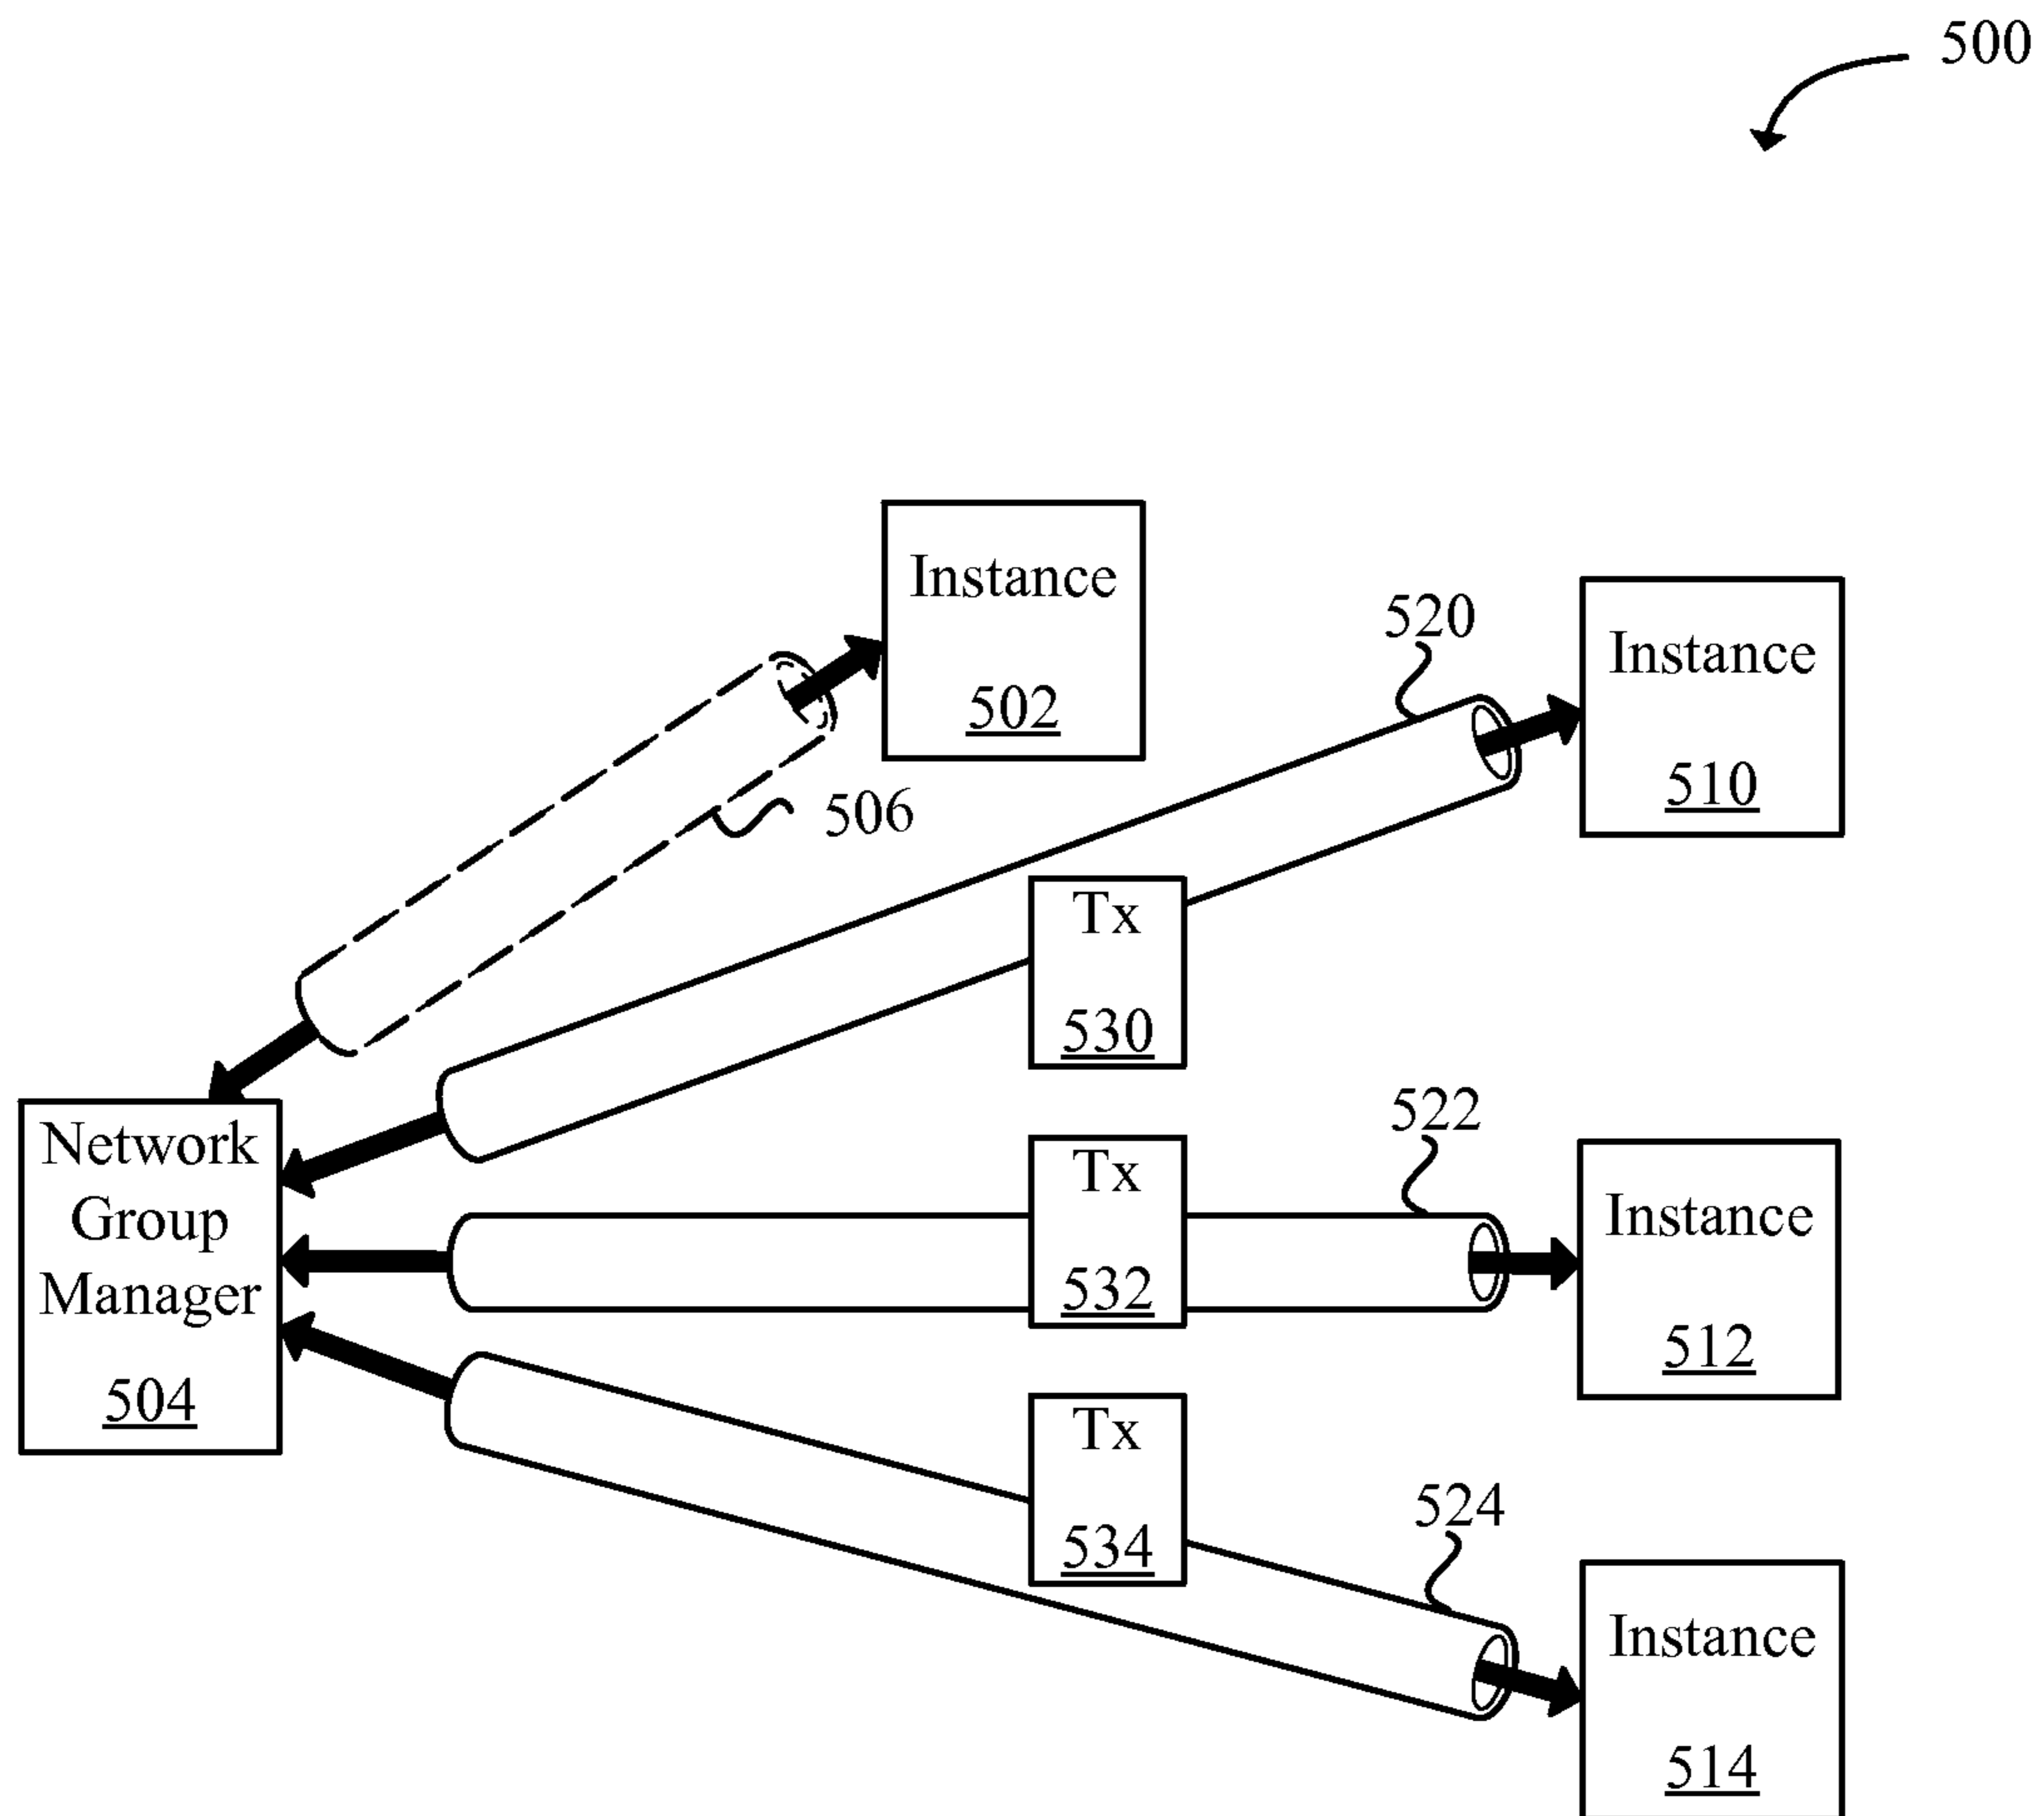 500
Instance
502
520
Instance
510
506
Tx
530
Network
Group
Manager
504
522
Tx
532
Instance
512
Tx
534
524
Instance
514